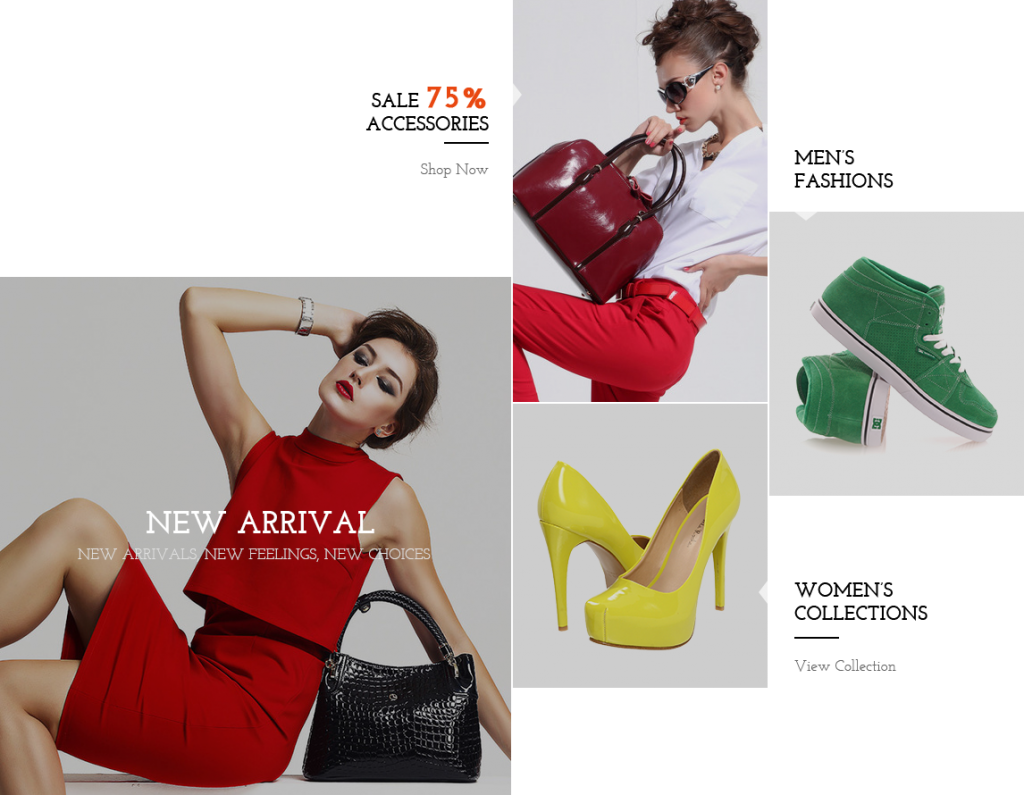 SALE 75%
ACCESSORIES
Shop Now
MEN'S
FASHIONS
NEW ARRIVAL
NEW ARRIVALS, NEW FEELINGS, NEW CHOICES
WOMEN'S
COLLECTIONS
View Collection